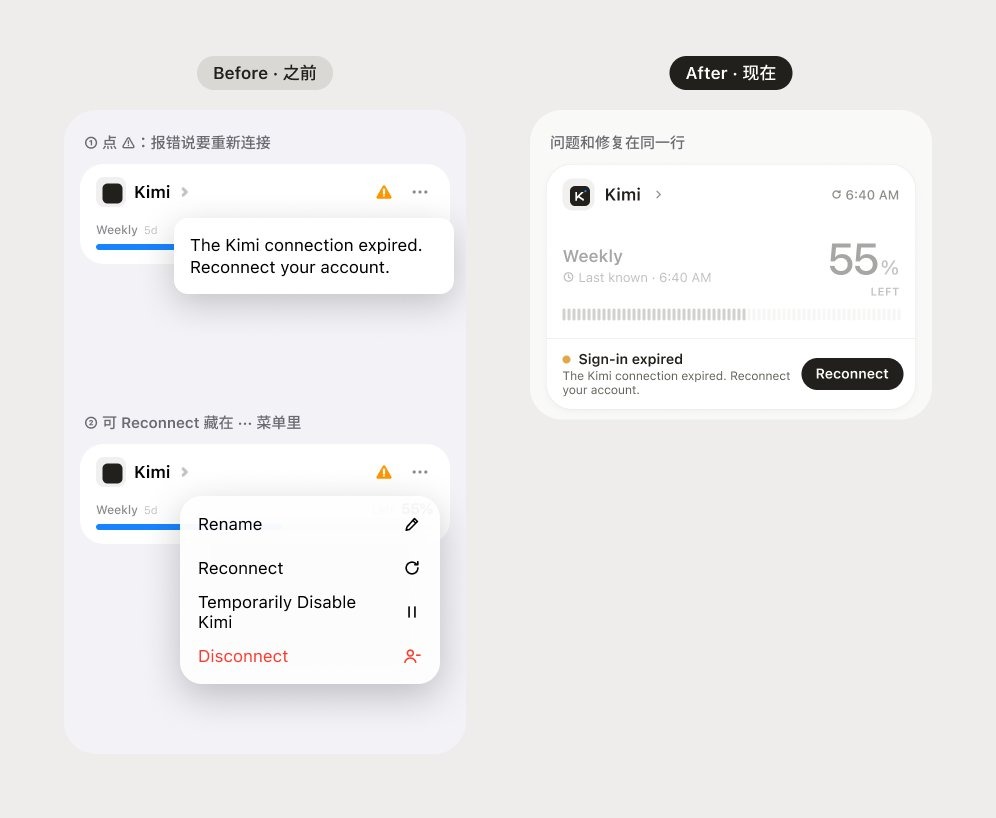 Before · 之前
① 点 ⚠：报错说要重新连接
Kimi
Weekly 5d
The Kimi connection expired.
Reconnect your account.
② 可 Reconnect 藏在 ··· 菜单里
Kimi
Weekly 5d
Left 55%
Rename
Reconnect
Temporarily Disable
Kimi
Disconnect
After · 现在
问题和修复在同一行
K
Kimi
6:40 AM
Weekly
Last known · 6:40 AM
55%
LEFT
Sign-in expired
The Kimi connection expired. Reconnect
your account.
Reconnect